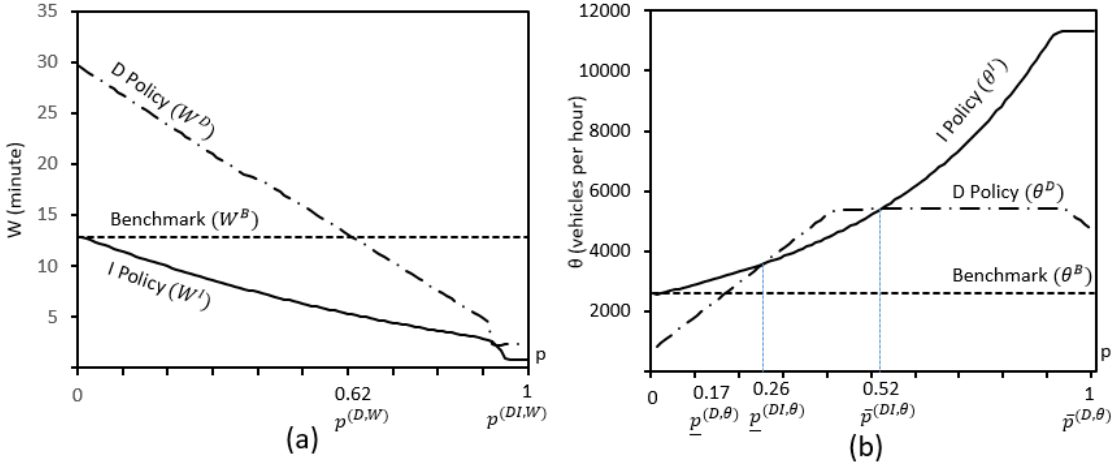 35
30
25
20
15
10
5
W (minute)
D Policy (W^D)
Benchmark (W^B)
I Policy (W^I)
p
0
0.62
1
p^(D,W)
p^(DI,W)
(a)
12000
10000
8000
6000
4000
2000
θ (vehicles per hour)
I Policy (θ^I)
D Policy (θ^D)
Benchmark (θ^B)
p
0
0.17
0.26
0.52
1
p̲^(D,θ)
p̲^(DI,θ)
p̄^(DI,θ)
p̄^(D,θ)
(b)